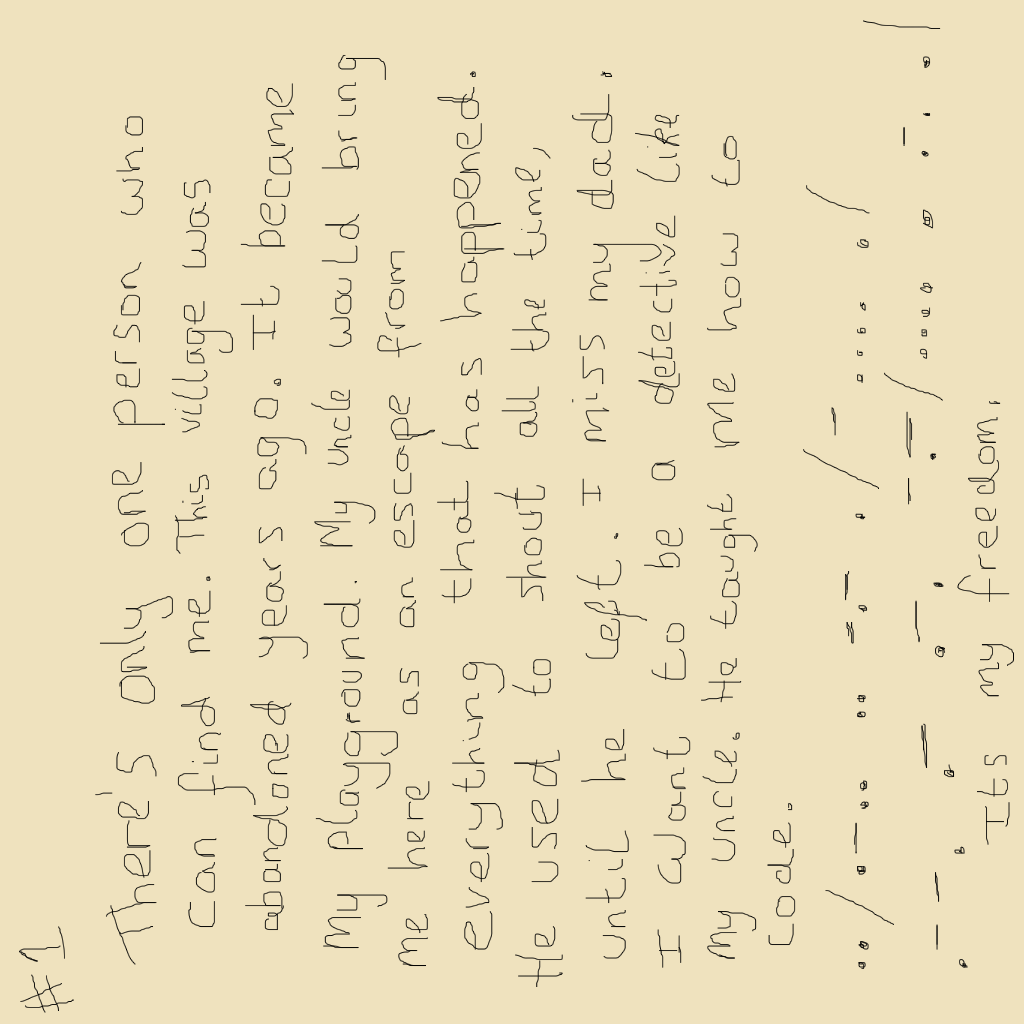 #1
There's only one person who
Can find me. This village was
abandoned years ago. It became
My Playground. My uncle would bring
me here as an escape from
everything that has happened.
He used to shout all the time,
until he left. I miss my dad.
I want to be a detective like
My uncle. He taught me how to
Code.
.. / .-.. .. -.- . / - .... . /
.--. .- .-. -.- / .... . .-. . /
Its my freedom.